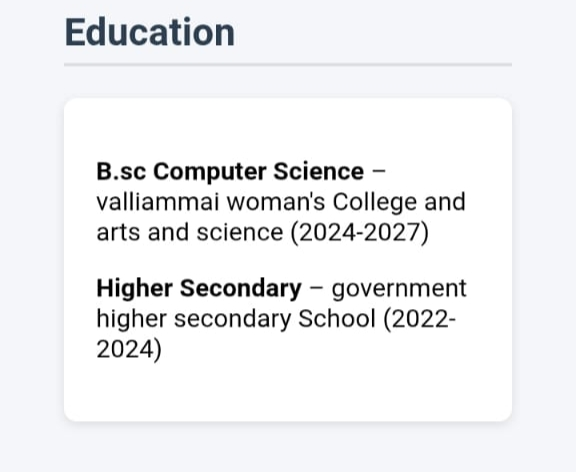 Education
B.sc Computer Science –
valliammai woman's College and
arts and science (2024-2027)
Higher Secondary – government
higher secondary School (2022-
2024)